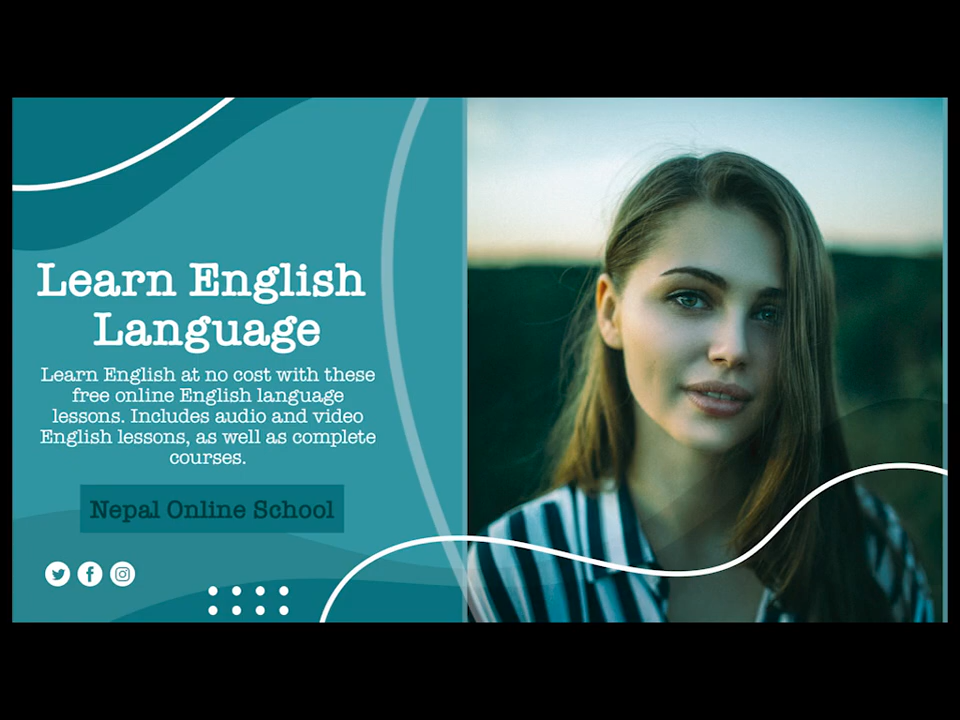 Learn English
Language
Learn English at no cost with these
free online English language
lessons. Includes audio and video
English lessons, as well as complete
courses.
Nepal Online School